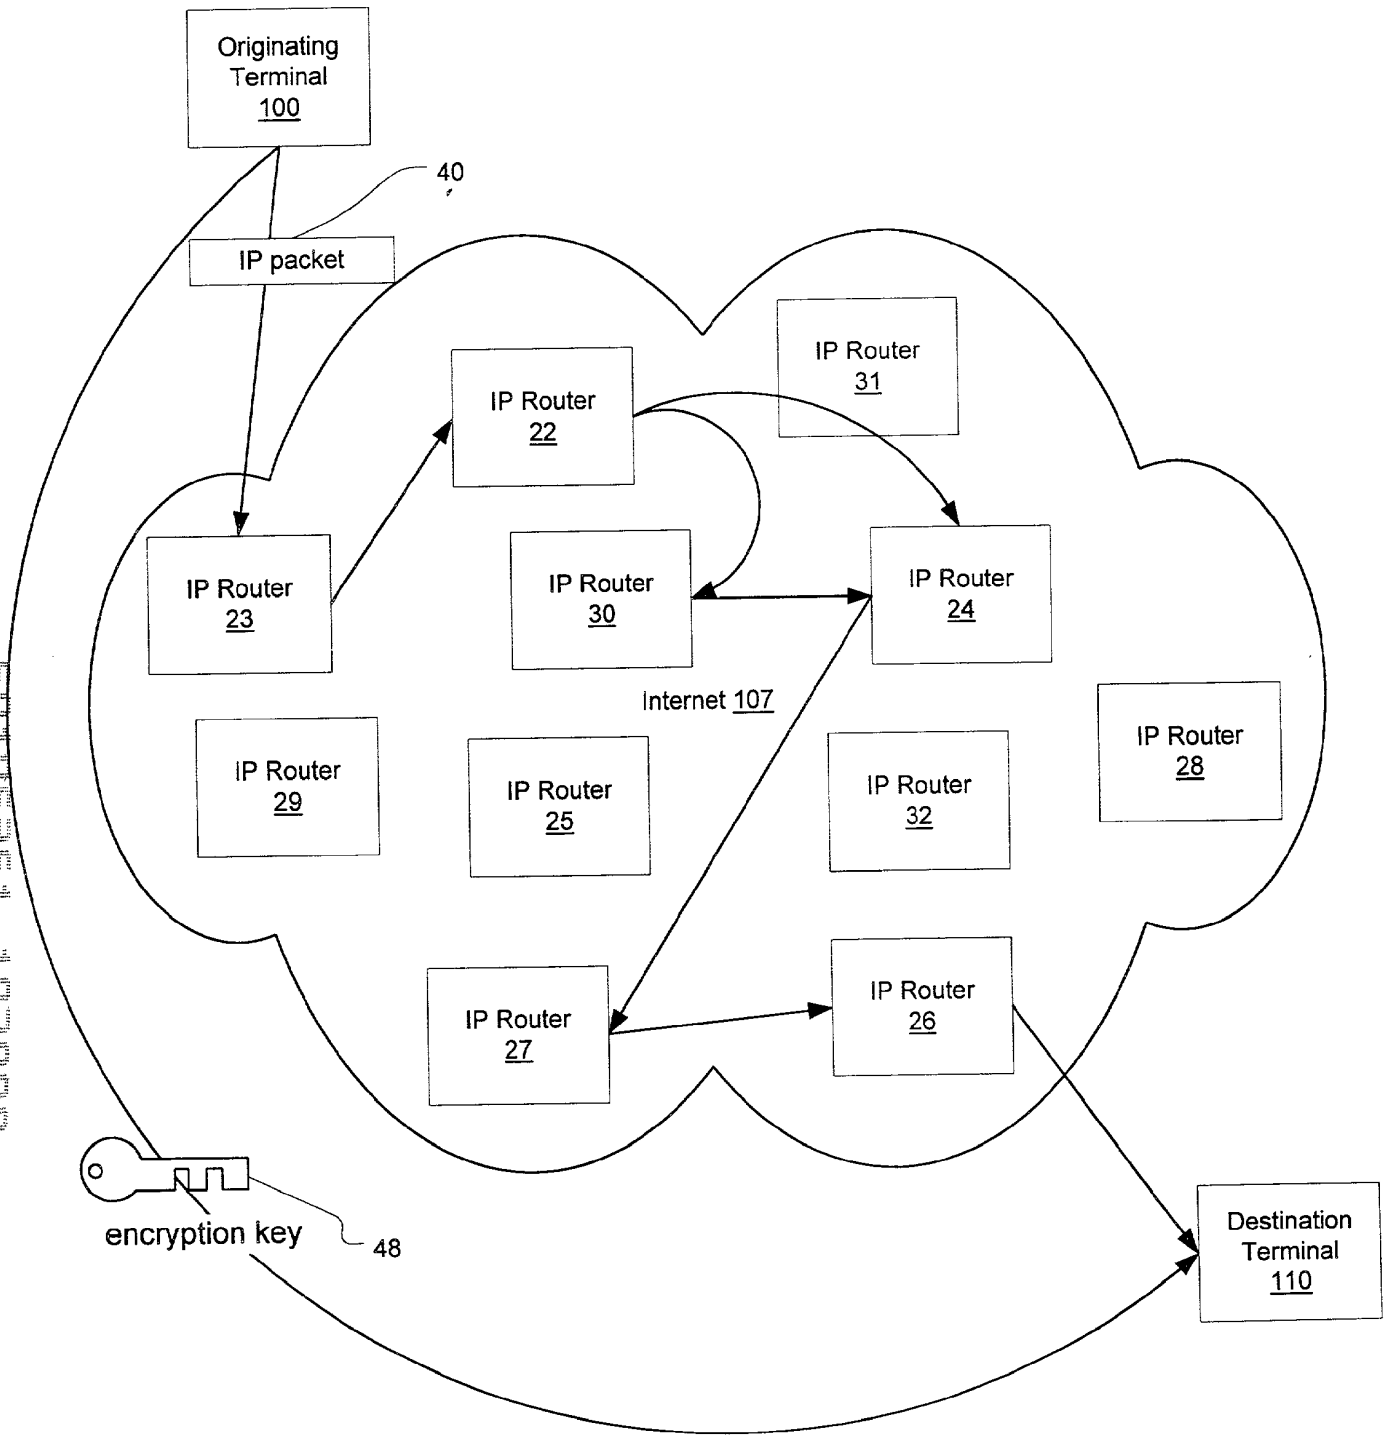 Originating
Terminal
100
40
IP packet
IP Router
31
IP Router
22
IP Router
23
IP Router
30
IP Router
24
Internet 107
IP Router
28
IP Router
29
IP Router
25
IP Router
32
IP Router
27
IP Router
26
encryption key
48
Destination
Terminal
110